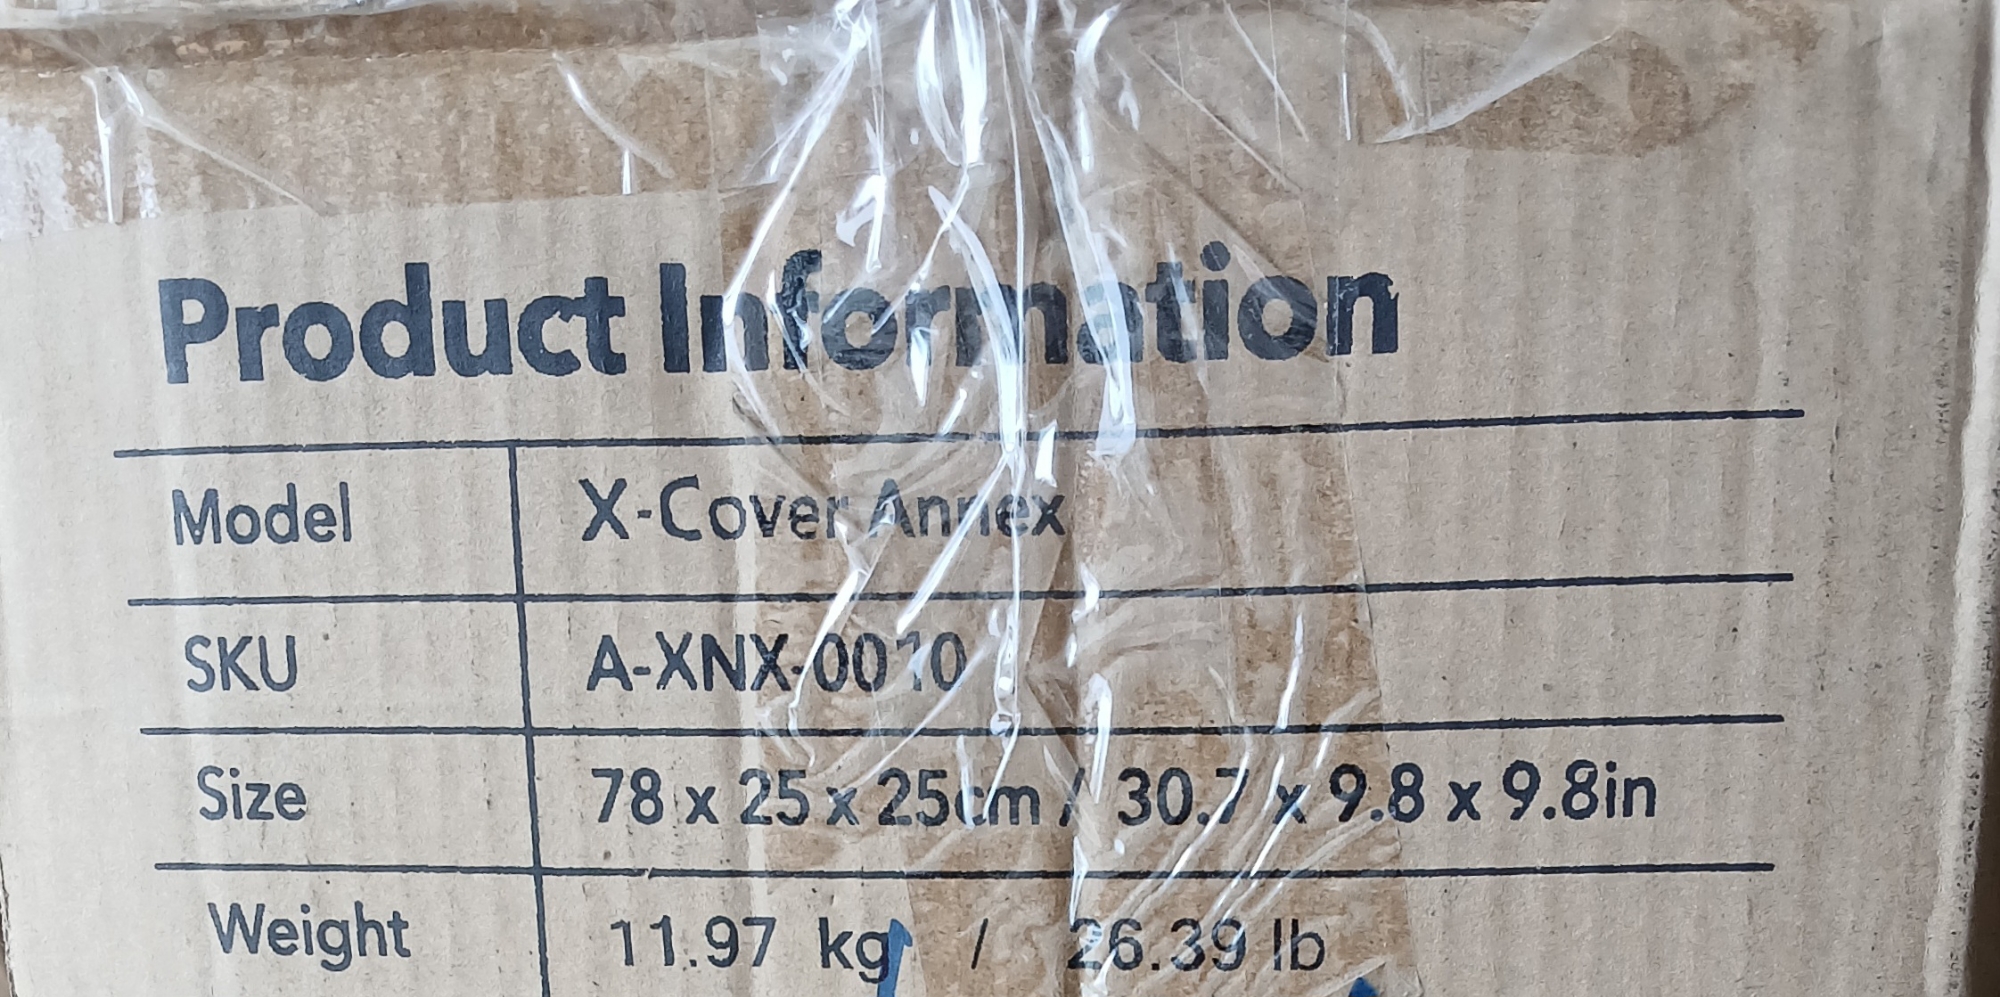 Product Information
Model X-Cover Annex
SKU A-XNX-0010
Size 78 x 25 x 25cm / 30.7 x 9.8 x 9.8in
Weight 11.97 kg / 26.39 lb